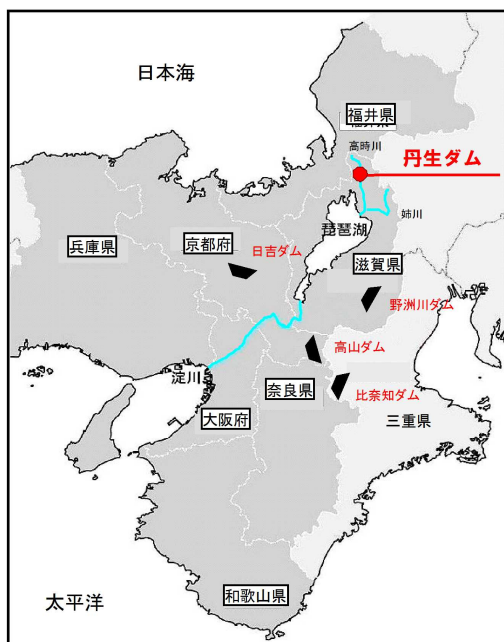 日本海
福井県
高時川
丹生ダム
姉川
琵琶湖
兵庫県
京都府
日吉ダム
滋賀県
野洲川ダム
高山ダム
淀川
奈良県
比奈知ダム
大阪府
三重県
和歌山県
太平洋